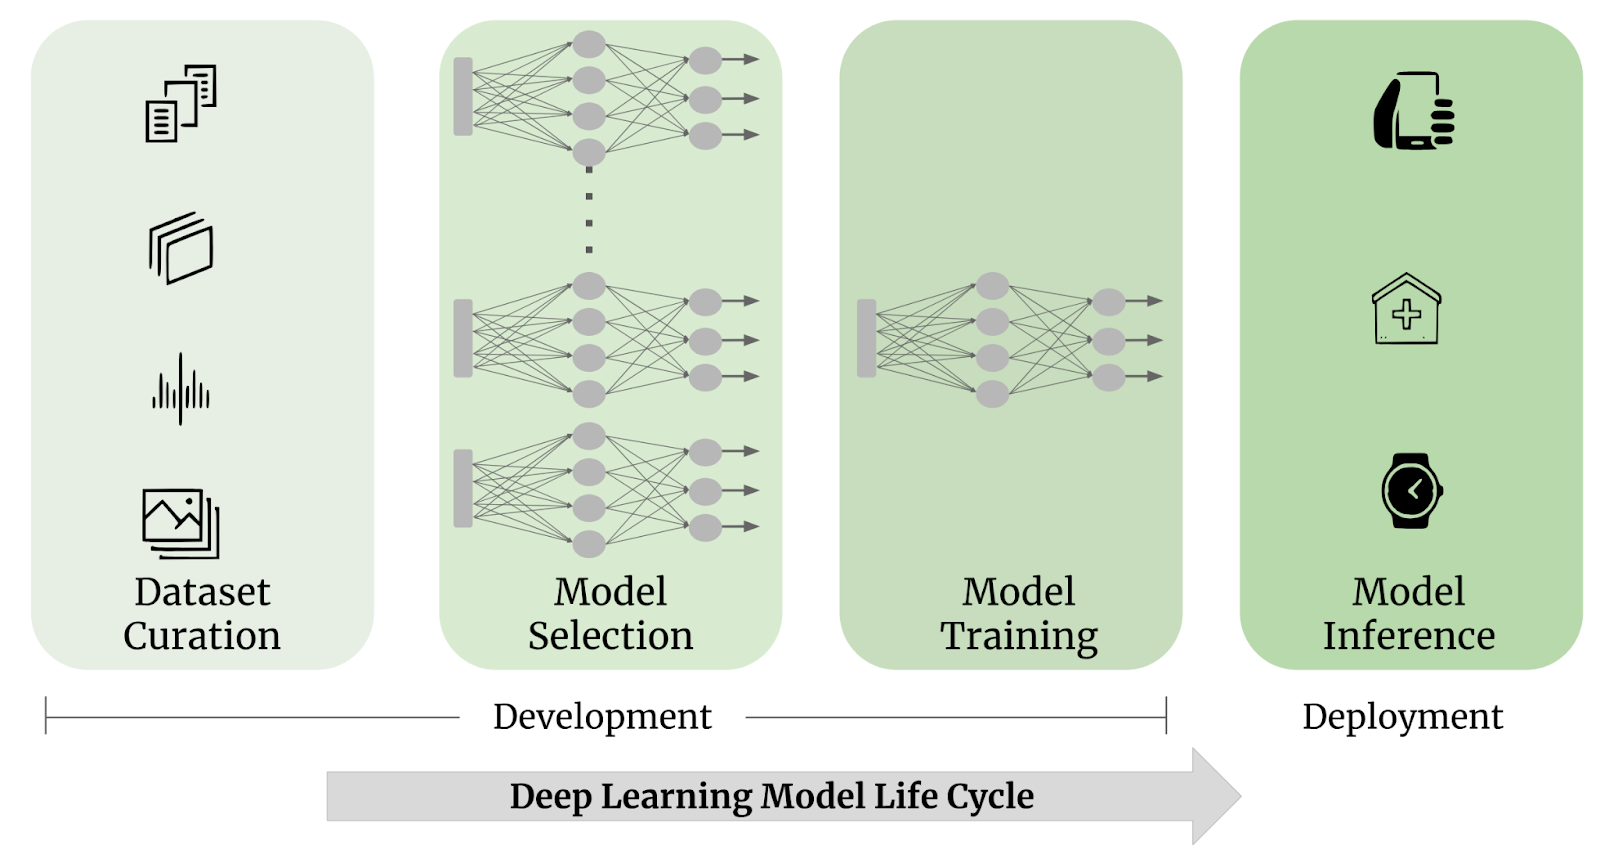 Dataset
Curation
Model
Selection
Model
Training
Model
Inference
Development
Deployment
Deep Learning Model Life Cycle